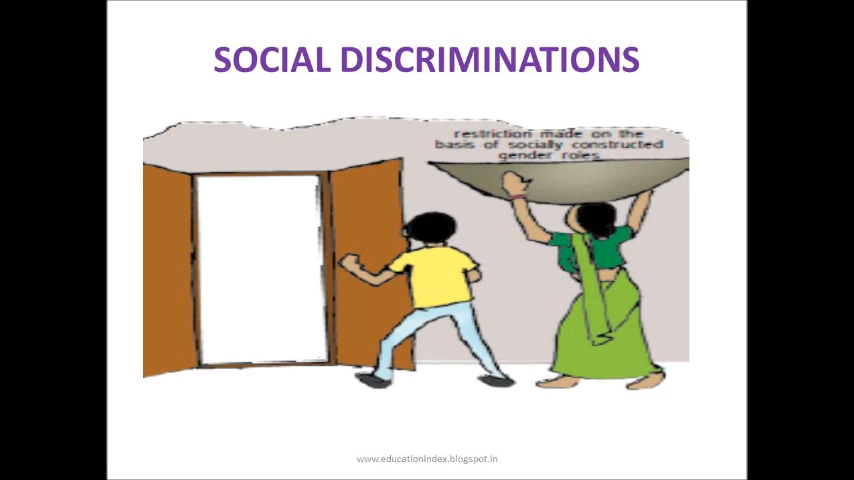 SOCIAL DISCRIMINATIONS
restriction made on the
basis of socially constructed
gender roles
www.educationindex.blogspot.in